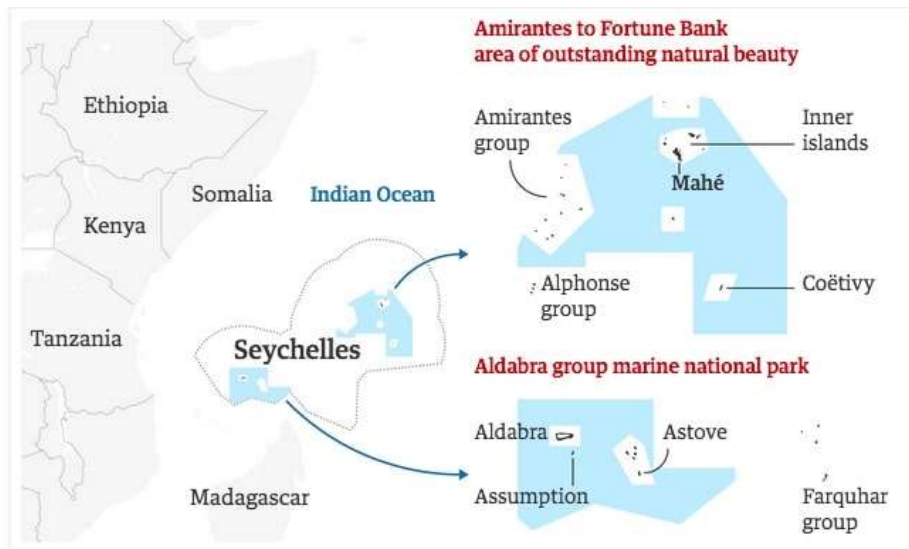 Amirantes to Fortune Bank
area of outstanding natural beauty
Ethiopia
Somalia
Indian Ocean
Kenya
Tanzania
Seychelles
Madagascar
Amirantes
group
Inner
islands
Mahé
Alphonse
group
Coëtivy
Aldabra group marine national park
Aldabra
Astove
Assumption
Farquhar
group